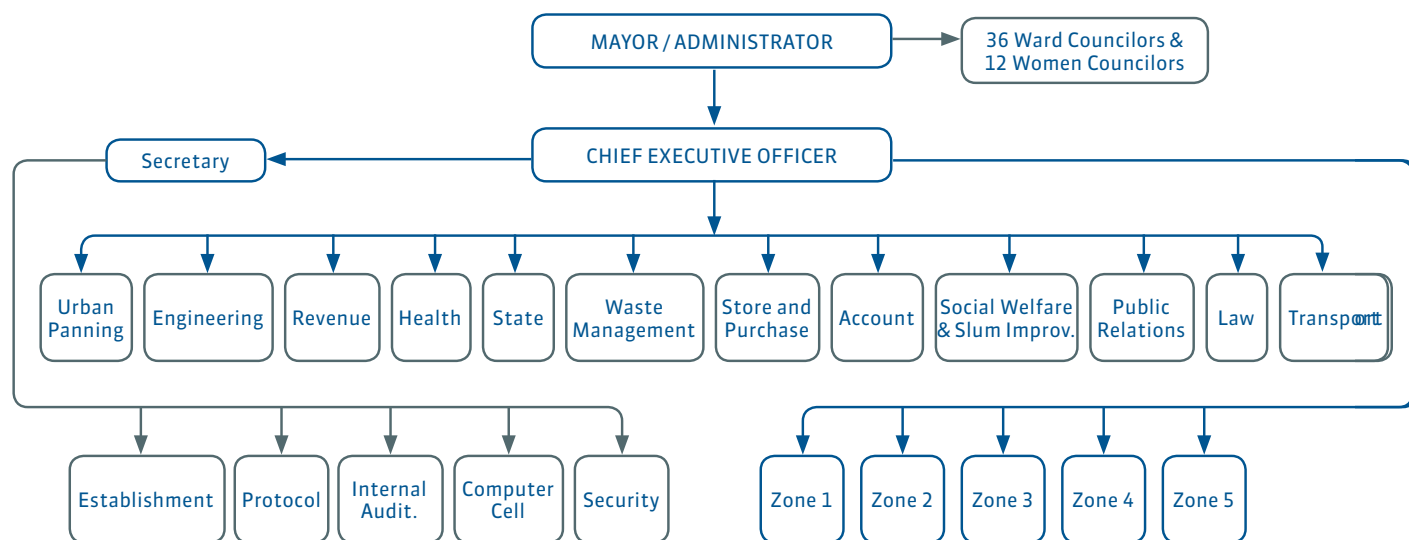 MAYOR / ADMINISTRATOR
36 Ward Councilors &
12 Women Councilors
Secretary
CHIEF EXECUTIVE OFFICER
Urban
Panning
Engineering
Revenue
Health
State
Waste
Management
Store and
Purchase
Account
Social Welfare
& Slum Improv.
Public
Relations
Law
Transport
Establishment
Protocol
Internal
Audit.
Computer
Cell
Security
Zone 1
Zone 2
Zone 3
Zone 4
Zone 5